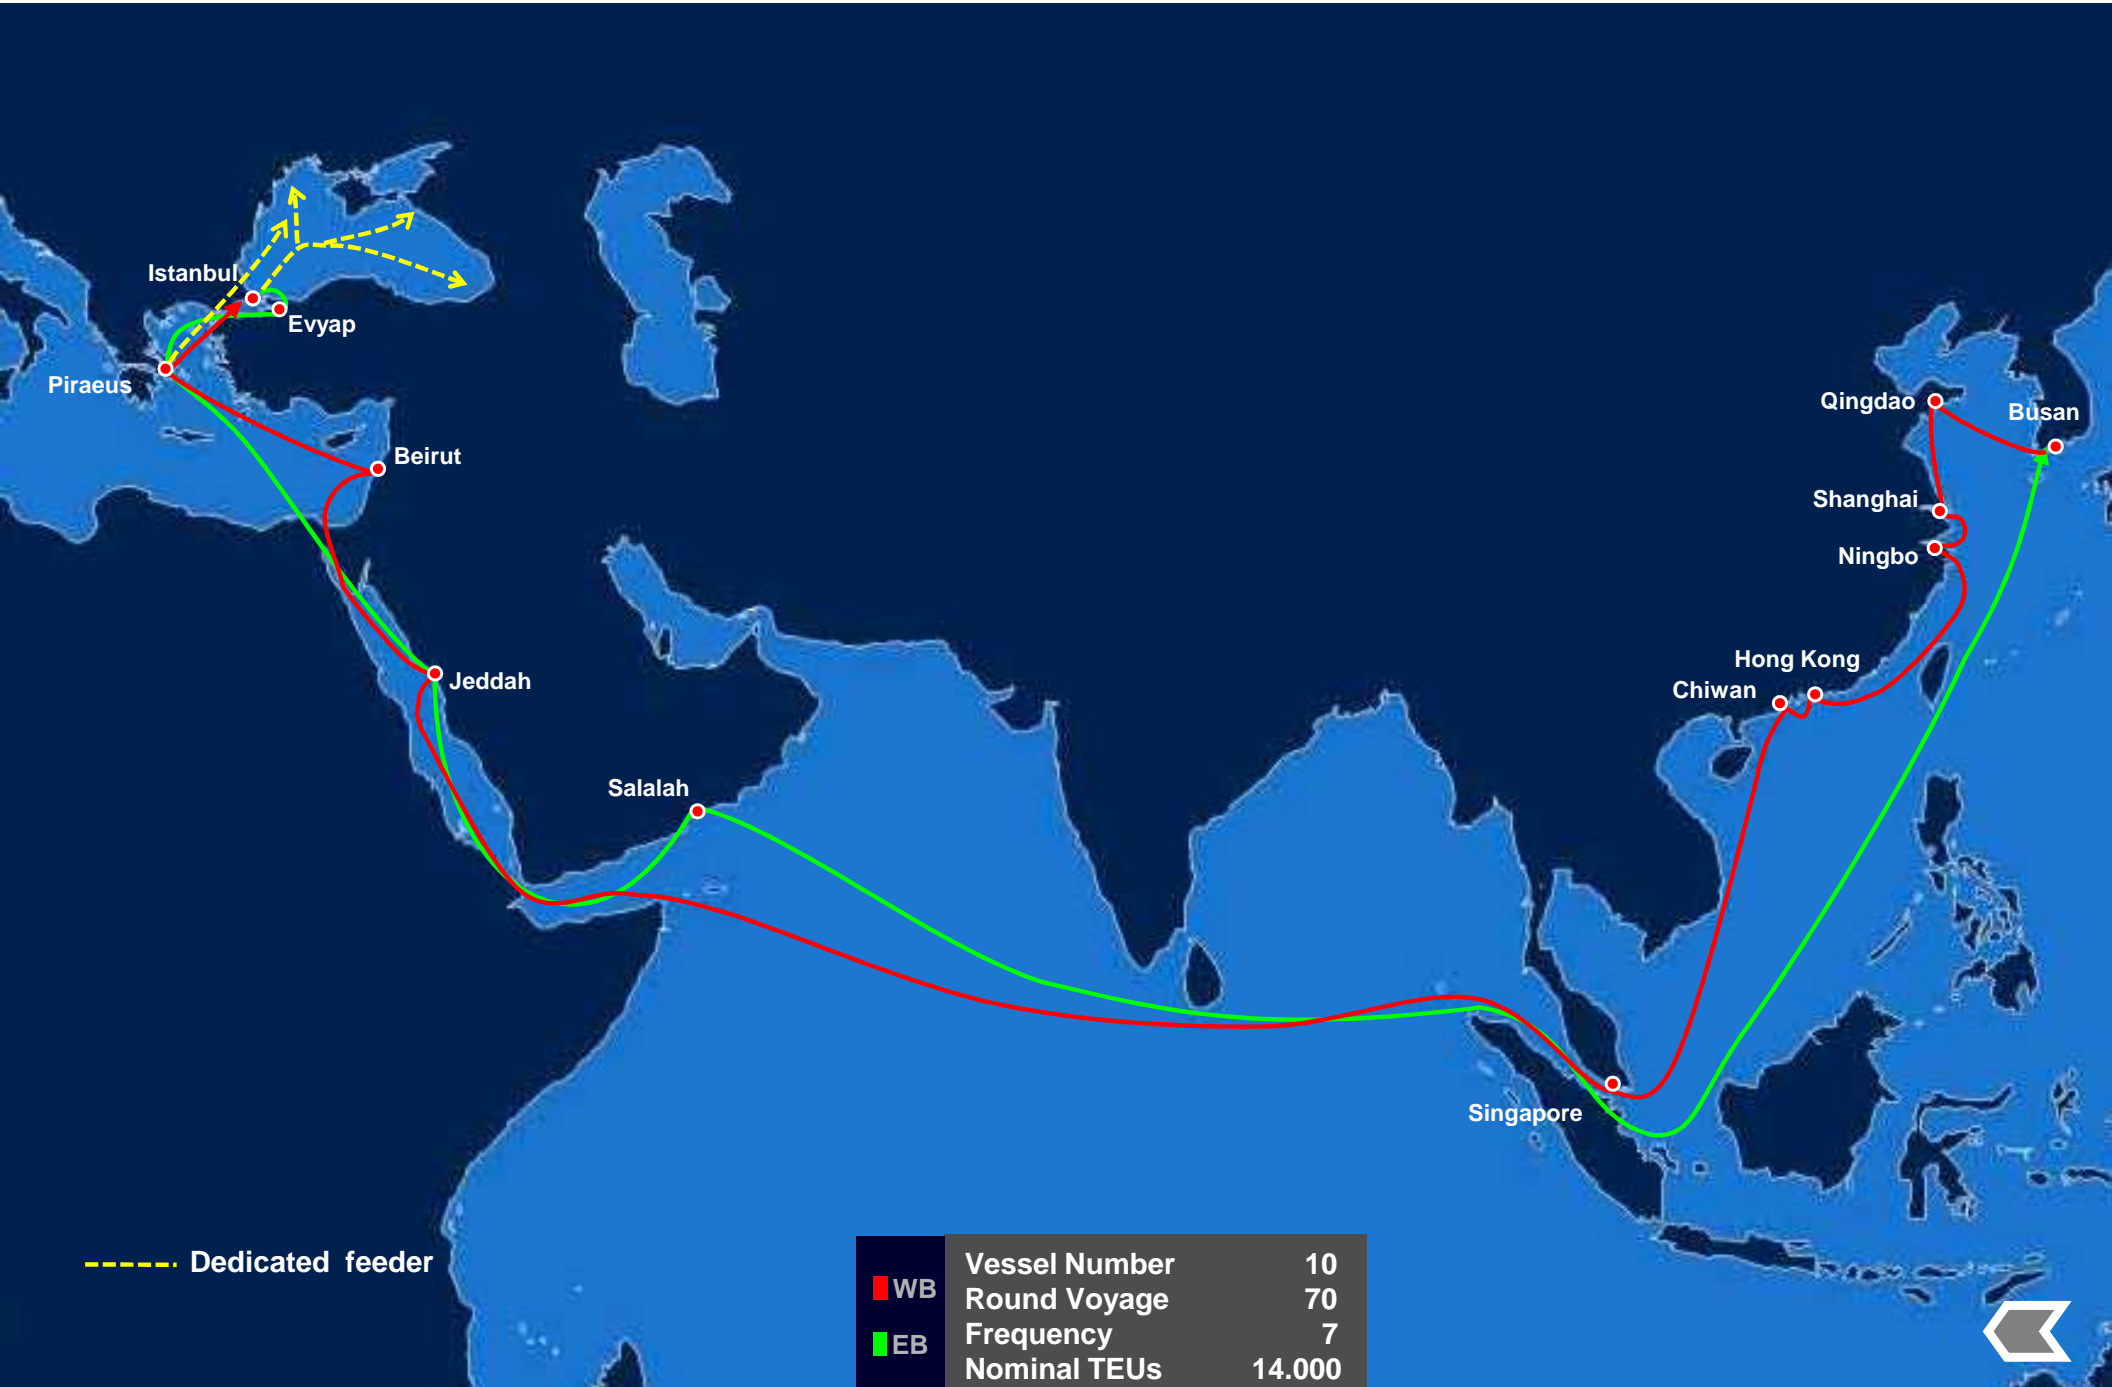 Istanbul
Evyap
Piraeus
Beirut
Qingdao
Busan
Shanghai
Ningbo
Hong Kong
Chiwan
Jeddah
Salalah
Singapore
Dedicated feeder
WB
EB
Vessel Number 10
Round Voyage 70
Frequency 7
Nominal TEUs 14.000